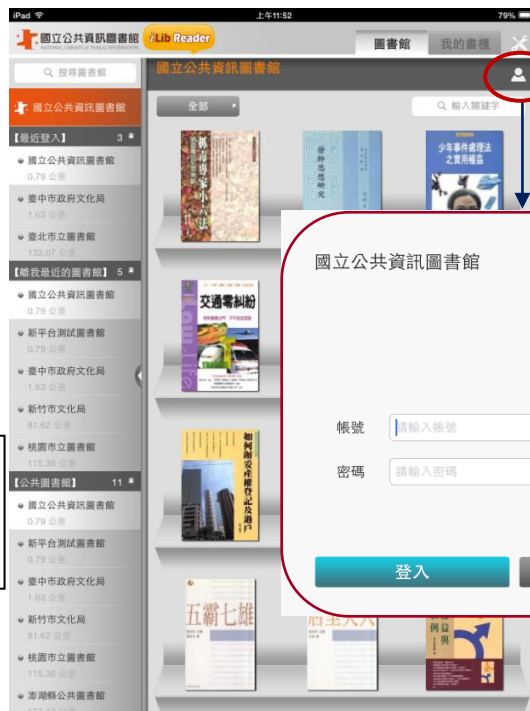 iPad
上午11:52
79%
國立公共資訊圖書館
NATIONAL LIBRARY of PUBLIC INFORMATION
iLib Reader
圖書館
我的書櫃
搜尋圖書館
國立公共資訊圖書館
全部
輸入關鍵字
國立公共資訊圖書館
【最近登入】 3
國立公共資訊圖書館
0.79 公里
臺中市政府文化局
1.63 公里
臺北市立圖書館
133.07 公里
【離我最近的圖書館】 5
國立公共資訊圖書館
0.79 公里
新平台測試圖書館
0.79 公里
臺中市政府文化局
1.63 公里
新竹市文化局
81.62 公里
桃園市立圖書館
115.36 公里
【公共圖書館】 11
國立公共資訊圖書館
0.79 公里
新平台測試圖書館
0.79 公里
臺中市政府文化局
1.63 公里
新竹市文化局
81.62 公里
桃園市立圖書館
115.36 公里
澎湖縣公共圖書館
抓毒專家小六法
徐幹思想研究
少年事件處理法
之實用權益
交通零糾紛
如何辦妥產權登記及過戶
五霸七雄
國立公共資訊圖書館
帳號
請輸入帳號
密碼
請輸入密碼
登入